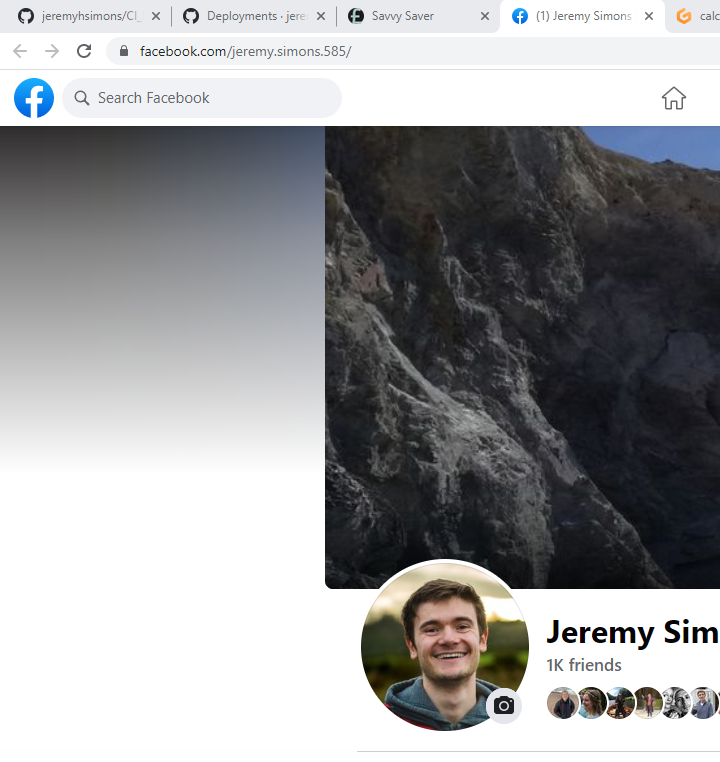 jeremyhsimons/CI_
Deployments · jere
Savvy Saver
(1) Jeremy Simons
calc
facebook.com/jeremy.simons.585/
Search Facebook
Jeremy Sim
1K friends